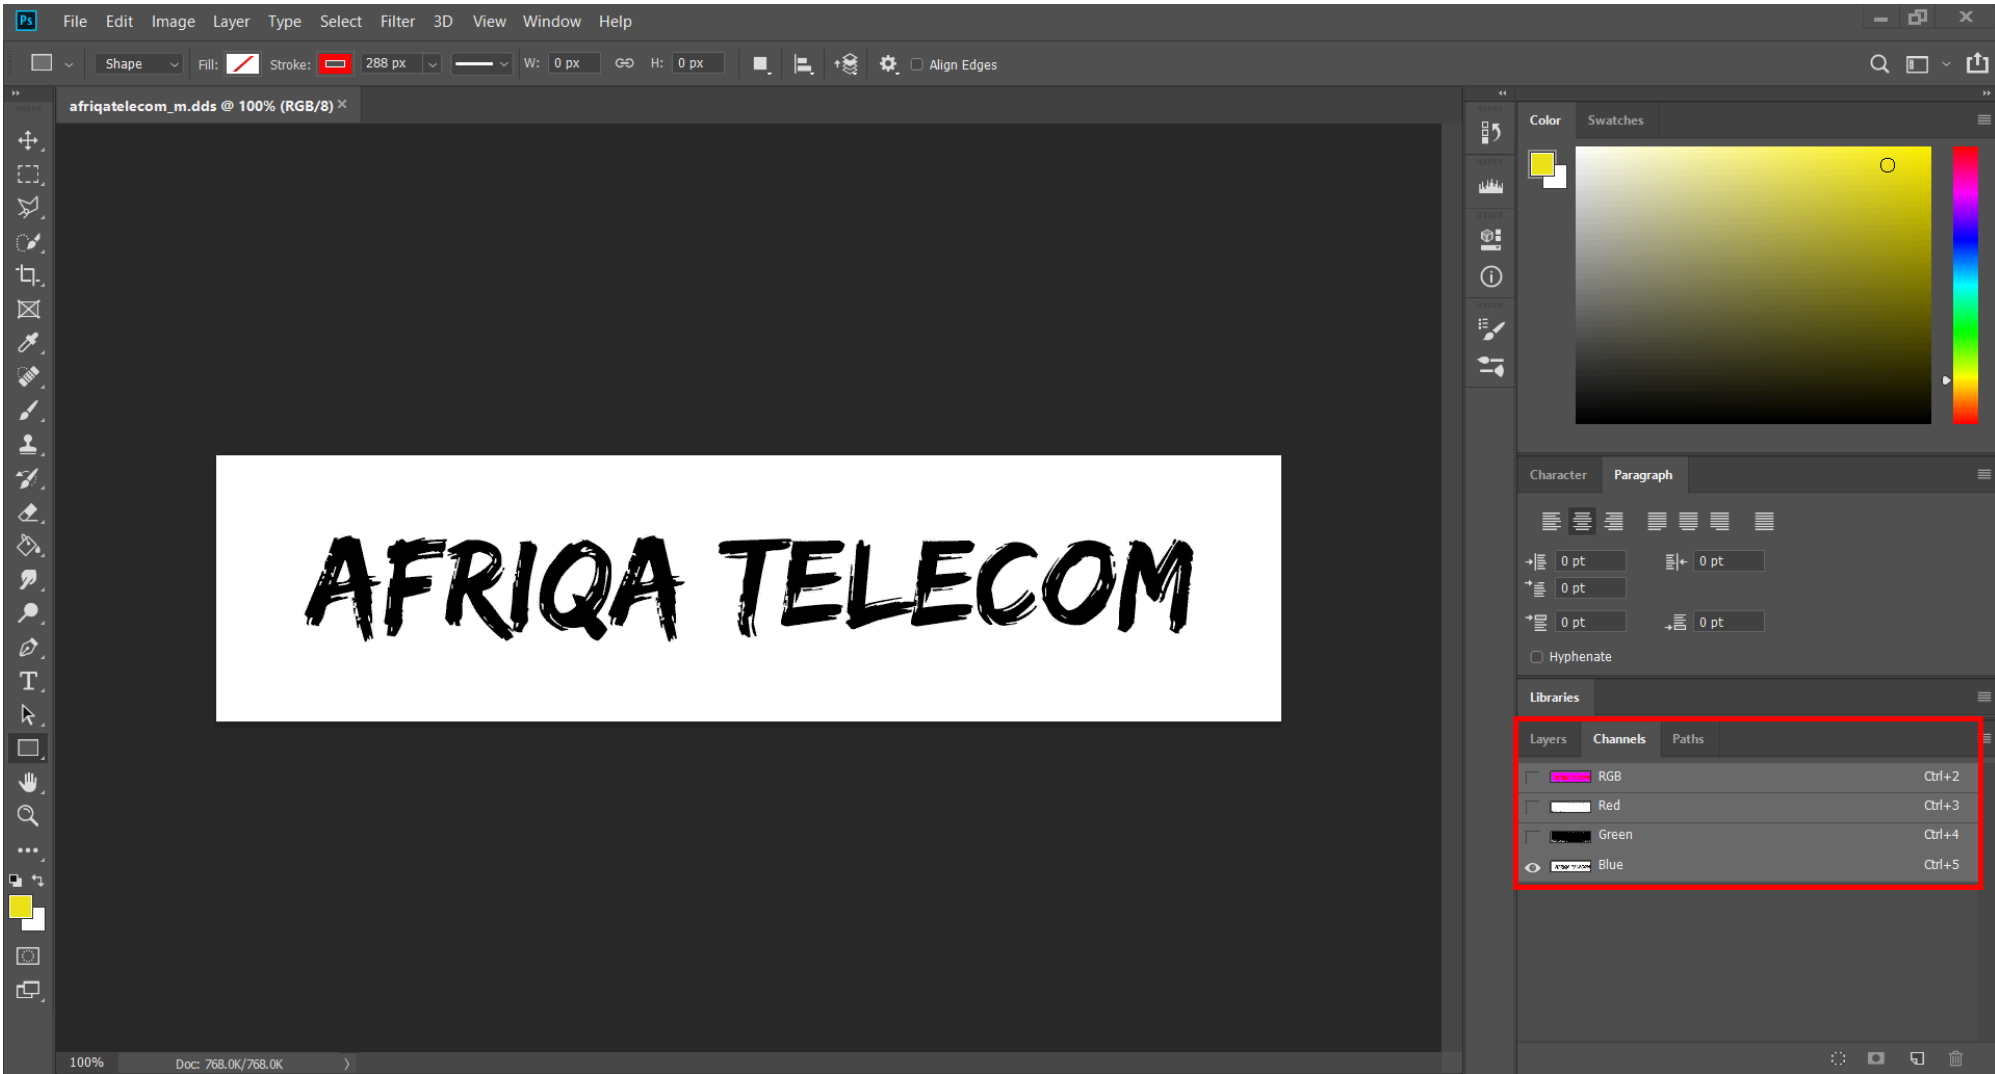 Ps File Edit Image Layer Type Select Filter 3D View Window Help
Shape Fill: Stroke: 288 px W: 0 px H: 0 px Align Edges
afriqatelecom_m.dds @ 100% (RGB/8) ×
Color Swatches
AFRIQA TELECOM
Character Paragraph
0 pt 0 pt
0 pt
0 pt 0 pt
Hyphenate
Libraries
Layers Channels Paths
RGB Ctrl+2
Red Ctrl+3
Green Ctrl+4
Blue Ctrl+5
100% Doc: 768.0K/768.0K